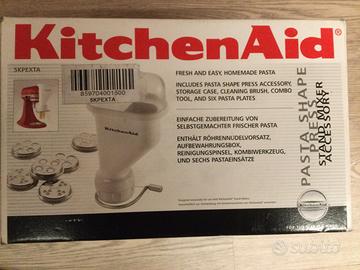 KitchenAid®
5KPEXTA
8597D4001500
5KPEXTA
FRESH AND EASY, HOMEMADE PASTA
INCLUDES PASTA SHAPE PRESS ACCESSORY,
STORAGE CASE, CLEANING BRUSH, COMBO
TOOL, AND SIX PASTA PLATES
EINFACHE ZUBEREITUNG VON
SELBSTGEMACHTER FRISCHER PASTA
ENTHÄLT RÖHRENNUDELVORSATZ,
AUFBEWAHRUNGSBOX,
REINIGUNGSPINSEL, KOMBIWERKZEUG,
UND SECHS PASTAEINSÄTZE
KitchenAid
PASTA SHAPE
PRESS
STAND MIXER
ACCESSORY
subito